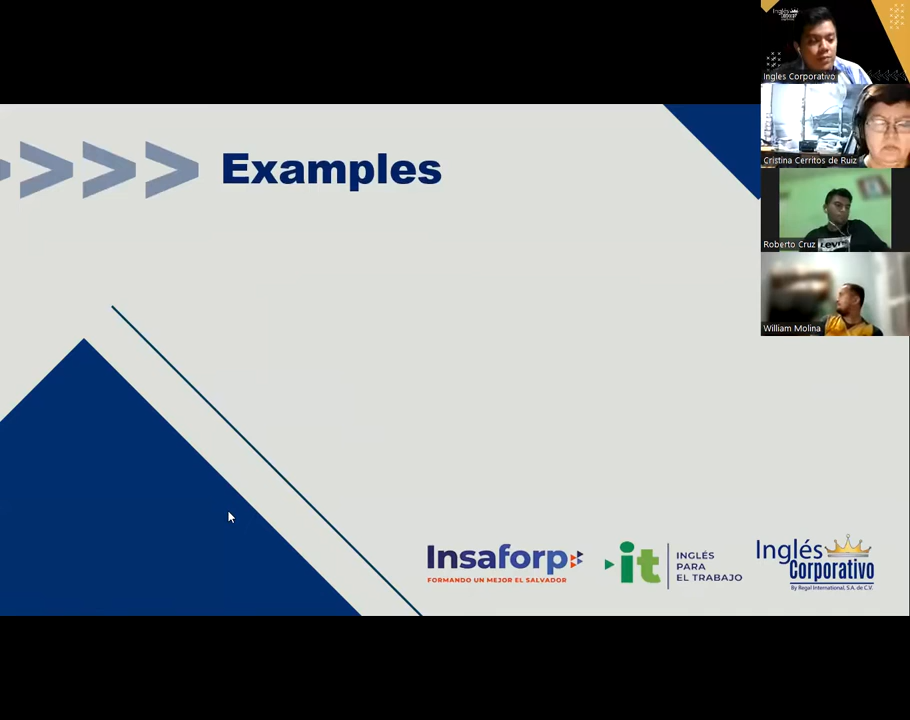 Examples
Insaforp
FORMANDO UN MEJOR EL SALVADOR
it
INGLÉS
PARA
EL TRABAJO
Inglés
Corporativo
By Regal International, S.A. de C.V.
Ingles Corporativo
Cristina Cerritos de Ruiz
Roberto Cruz
Levi's
William Molina